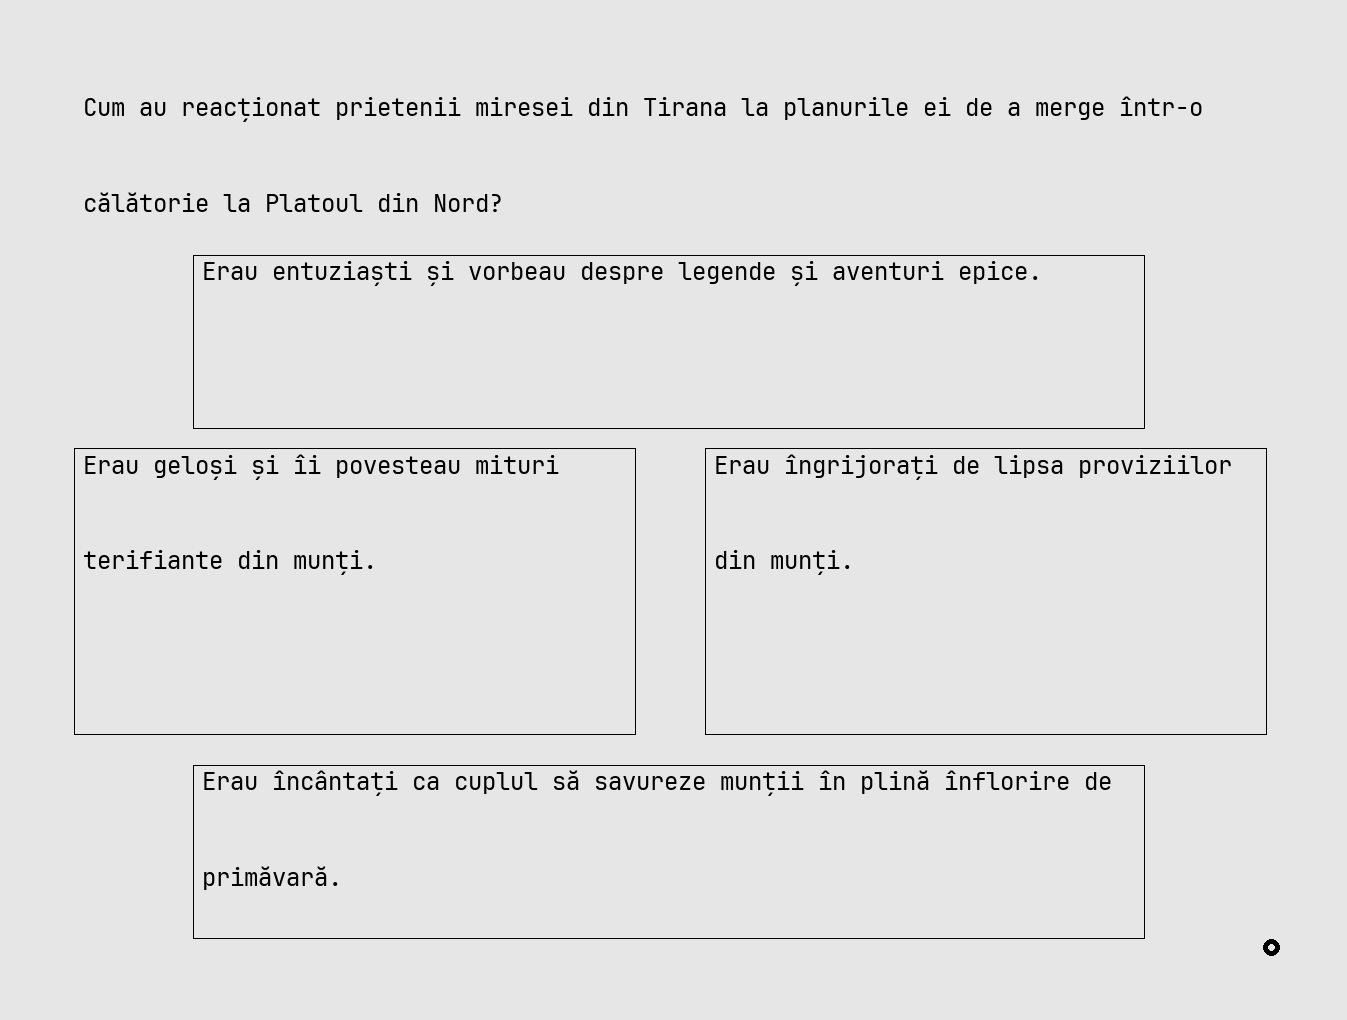 Cum au reacționat prietenii miresei din Tirana la planurile ei de a merge într-o
călătorie la Platoul din Nord?
Erau entuziaști și vorbeau despre legende și aventuri epice.
Erau geloși și îi povesteau mituri
terifiante din munți.
Erau îngrijorați de lipsa proviziilor
din munți.
Erau încântați ca cuplul să savureze munții în plină înflorire de
primăvară.